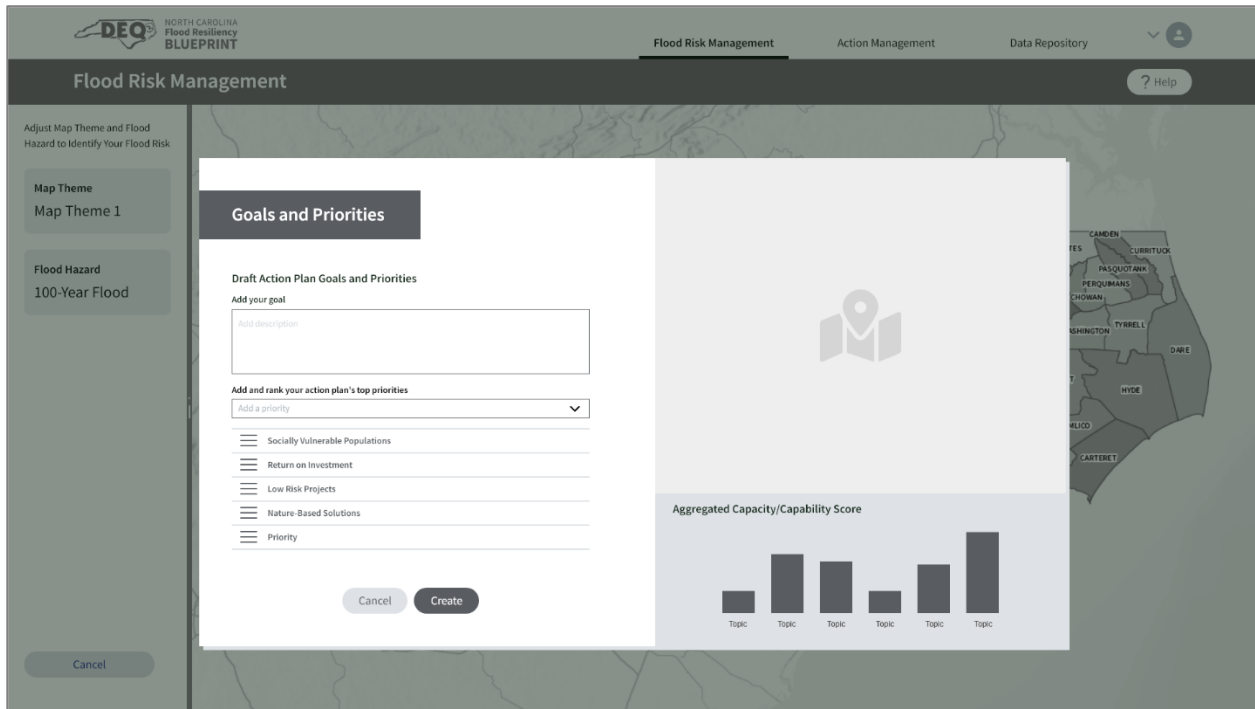 DEQ
NORTH CAROLINA
Flood Resiliency
BLUEPRINT
Flood Risk Management
Action Management
Data Repository
Flood Risk Management
? Help
Adjust Map Theme and Flood
Hazard to Identify Your Flood Risk
Map Theme
Map Theme 1
Flood Hazard
100-Year Flood
Cancel
Goals and Priorities
Draft Action Plan Goals and Priorities
Add your goal
Add description
Add and rank your action plan's top priorities
Add a priority
Socially Vulnerable Populations
Return on Investment
Low Risk Projects
Nature-Based Solutions
Priority
Cancel
Create
Aggregated Capacity/Capability Score
Topic
Topic
Topic
Topic
Topic
Topic
CAMDEN
TES
CURRITUCK
PASQUOTANK
PERQUIMANS
CHOWAN
ASHINGTON
TYRRELL
DARE
HYDE
MLICO
CARTERET